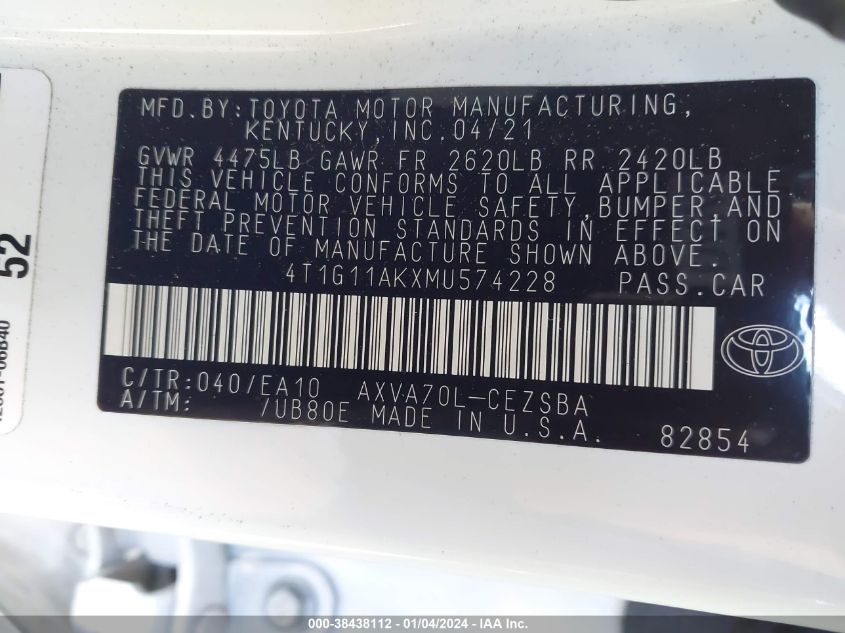 MFD.BY:TOYOTA MOTOR MANUFACTURING,
KENTUCKY, INC.04/21
GVWR 4475LB GAWR FR 2620LB RR 2420LB
THIS VEHICLE CONFORMS TO ALL APPLICABLE
FEDERAL MOTOR VEHICLE SAFETY,BUMPER,AND
THEFT PREVENTION STANDARDS IN EFFECT ON
THE DATE OF MANUFACTURE SHOWN ABOVE.
4T1G11AKXMU574228 PASS.CAR
C/TR:040/EA10 AXVA70L-CEZSBA
A/TM: /UB80E MADE IN U.S.A. 82854
52
000-38438112 - 01/04/2024 - IAA Inc.